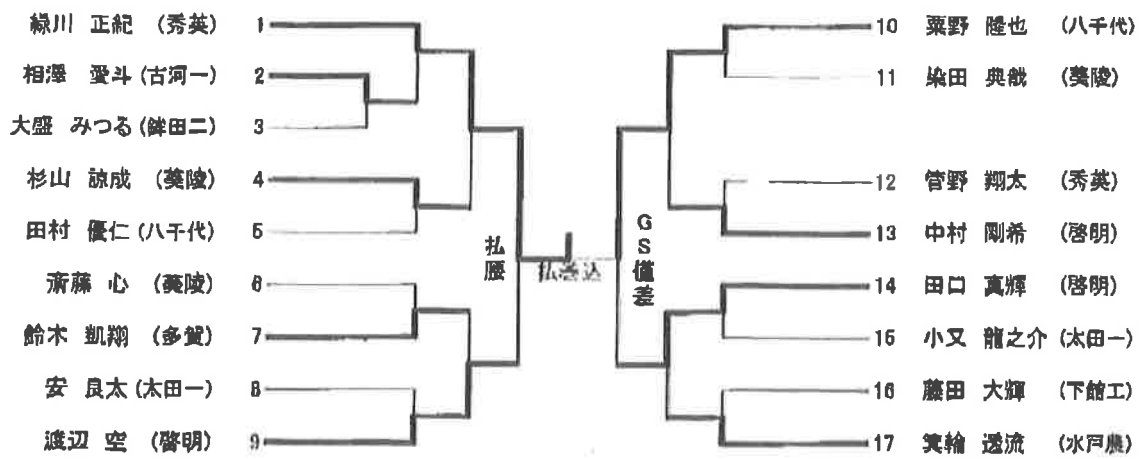 緑川 正紀 (秀英) 1
相澤 愛斗 (古河一) 2
大盛 みつる (鉾田二) 3
杉山 諒成 (葵陵) 4
田村 優仁 (八千代) 5
斎藤 心 (葵陵) 6
鈴木 凱翔 (多賀) 7
安 良太 (太田一) 8
渡辺 空 (啓明) 9
払腰
払巻込
GS僅差
10 粟野 隆也 (八千代)
11 染田 典哉 (葵陵)
12 菅野 翔太 (秀英)
13 中村 剛希 (啓明)
14 田口 真輝 (啓明)
15 小又 龍之介 (太田一)
16 藤田 大輝 (下館工)
17 箕輪 透流 (水戸農)